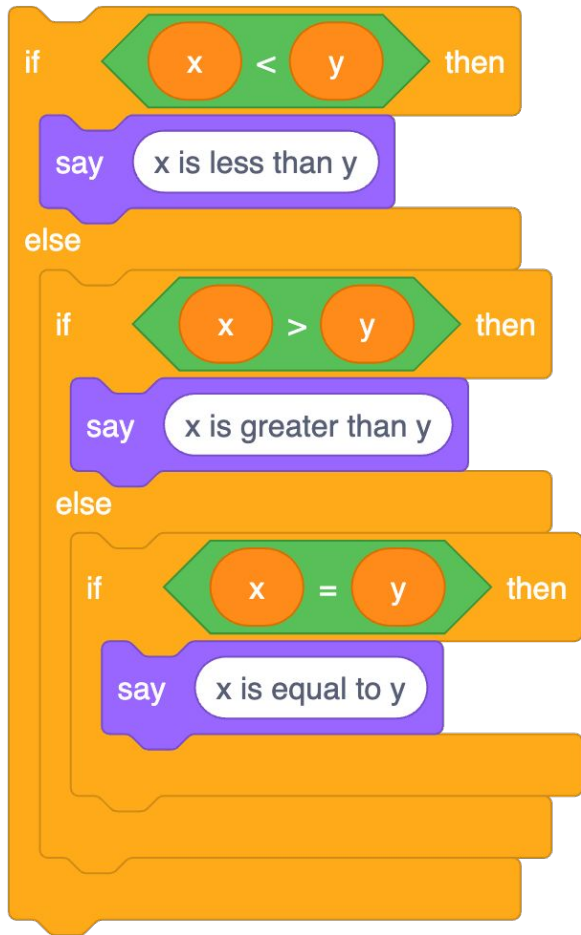 if x < y then
say x is less than y
else
if x > y then
say x is greater than y
else
if x = y then
say x is equal to y